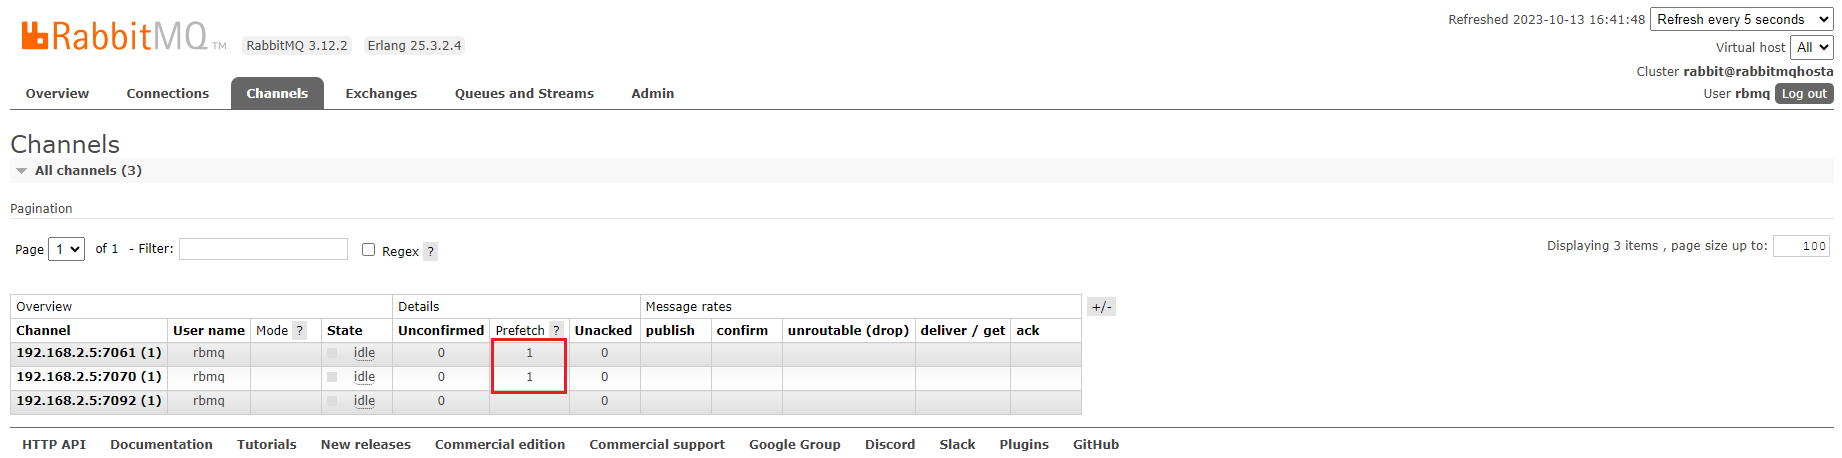 Refreshed 2023-10-13 16:41:48 Refresh every 5 seconds
RabbitMQ TM RabbitMQ 3.12.2 Erlang 25.3.2.4
Virtual host All
Cluster rabbit@rabbitmqhosta
User rbmq Log out
Overview Connections Channels Exchanges Queues and Streams Admin
Channels
All channels (3)
Pagination
Page 1 of 1 - Filter: Regex ? Displaying 3 items , page size up to: 100
Overview Details Message rates +/-
Channel User name Mode ? State Unconfirmed Prefetch ? Unacked publish confirm unroutable (drop) deliver / get ack
192.168.2.5:7061 (1) rbmq idle 0 1 0
192.168.2.5:7070 (1) rbmq idle 0 1 0
192.168.2.5:7092 (1) rbmq idle 0 0
HTTP API Documentation Tutorials New releases Commercial edition Commercial support Google Group Discord Slack Plugins GitHub